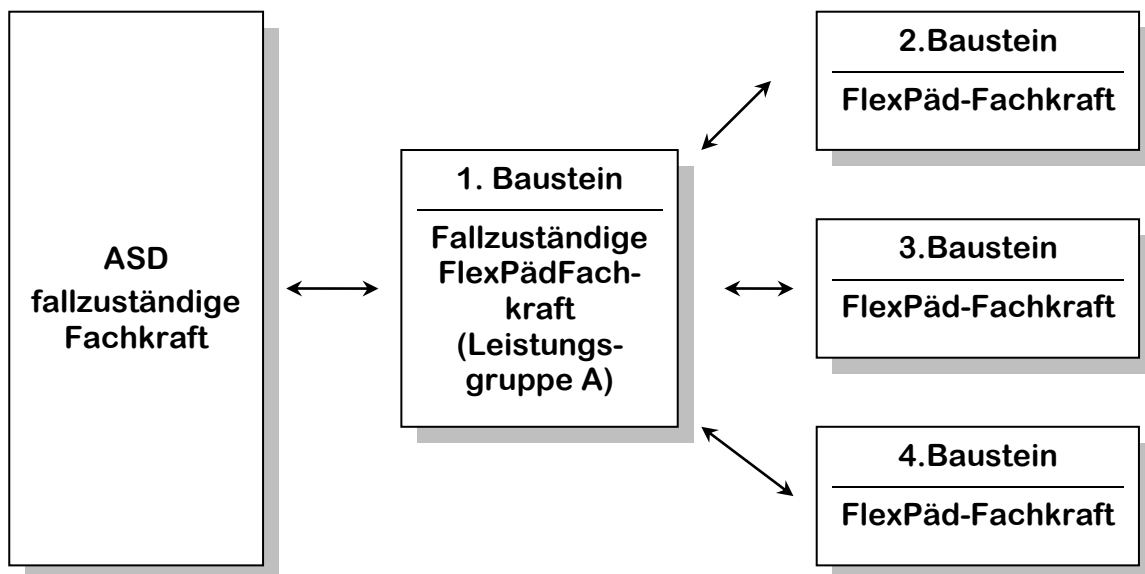 ASD
fallzuständige
Fachkraft
1. Baustein
Fallzuständige
FlexPädFach-
kraft
(Leistungs-
gruppe A)
2.Baustein
FlexPäd-Fachkraft
3.Baustein
FlexPäd-Fachkraft
4.Baustein
FlexPäd-Fachkraft